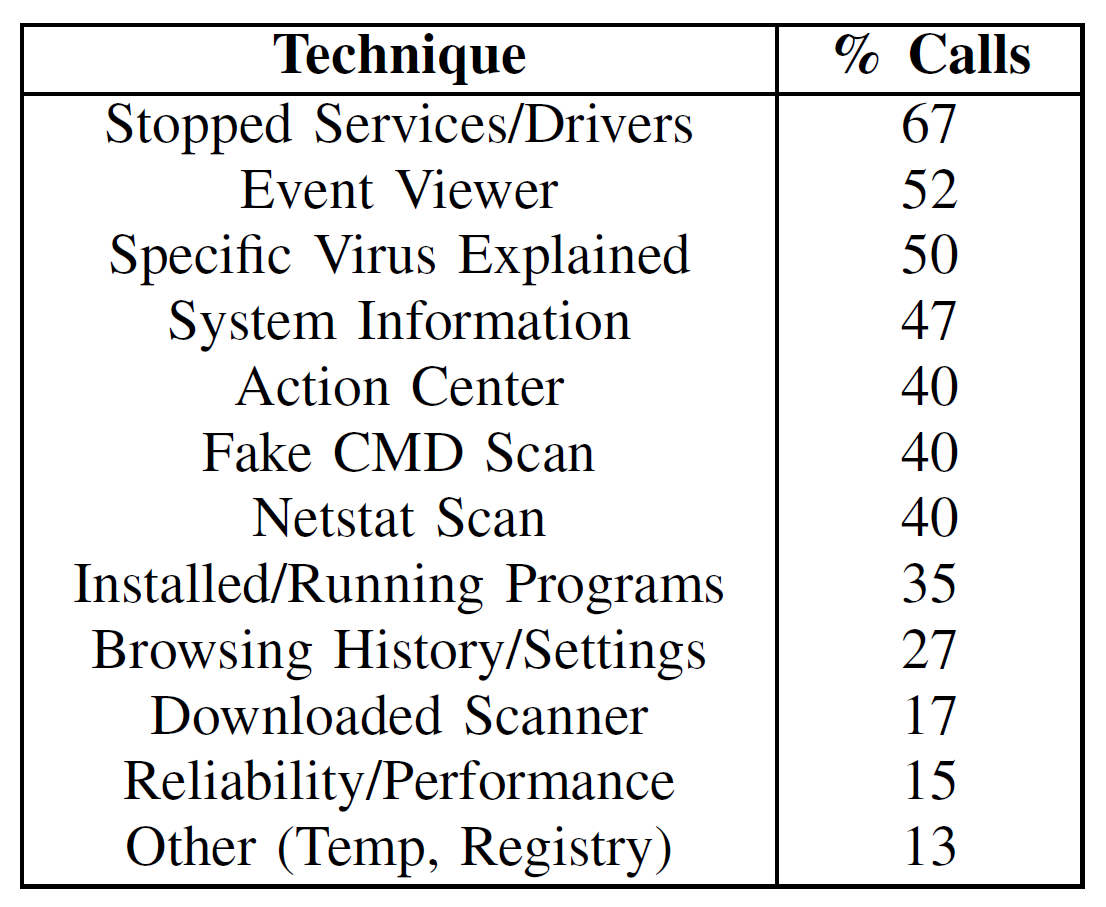 Technique % Calls
Stopped Services/Drivers 67
Event Viewer 52
Specific Virus Explained 50
System Information 47
Action Center 40
Fake CMD Scan 40
Netstat Scan 40
Installed/Running Programs 35
Browsing History/Settings 27
Downloaded Scanner 17
Reliability/Performance 15
Other (Temp, Registry) 13